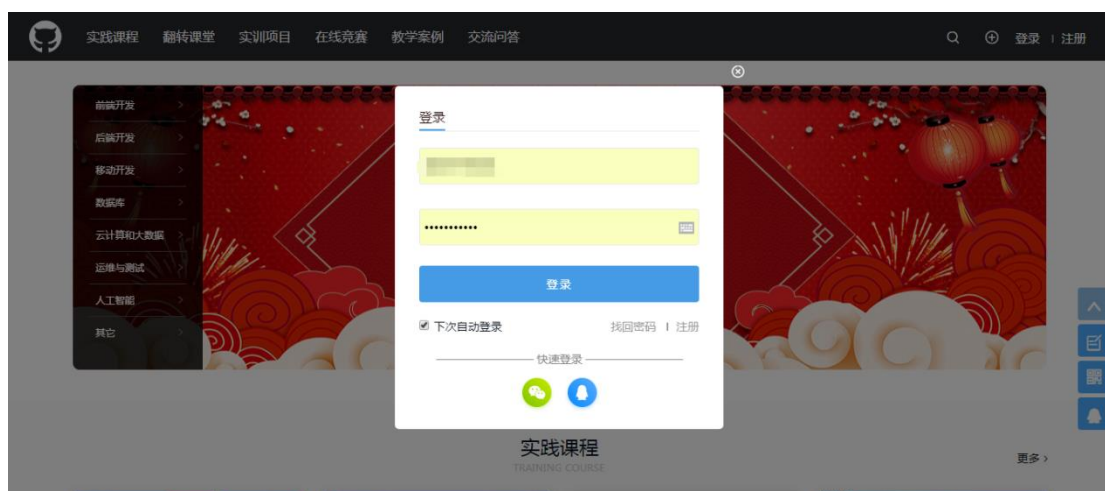 实践课程 翻转课堂 实训项目 在线竞赛 教学案例 交流问答 登录 | 注册
前端开发
后端开发
移动开发
数据库
云计算和大数据
运维与测试
人工智能
其它
登录
•••••••••••
登录
下次自动登录 找回密码 | 注册
快速登录
实践课程
TRAINING COURSE
更多